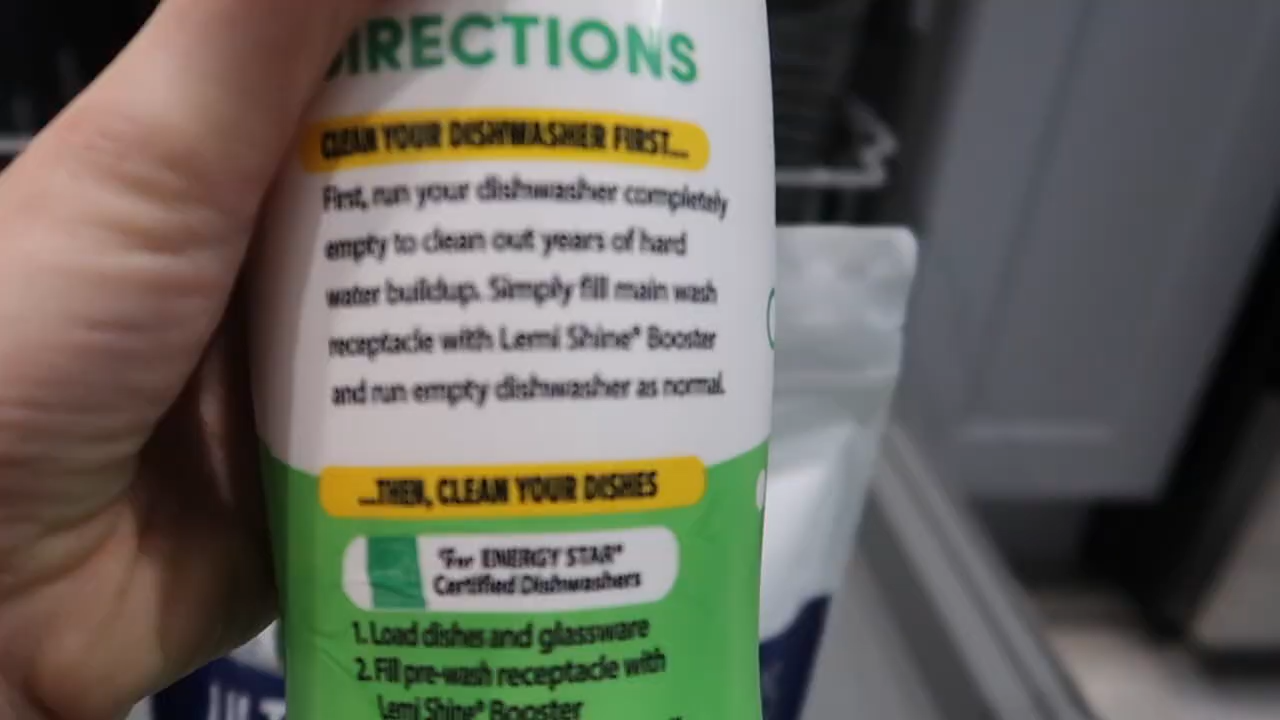 DIRECTIONS
CLEAN YOUR DISHWASHER FIRST...
First, run your dishwasher completely
empty to clean out years of hard
water buildup. Simply fill main wash
receptacle with Lemi Shine® Booster
and run empty dishwasher as normal.
...THEN, CLEAN YOUR DISHES
*For ENERGY STAR®
Certified Dishwashers
1. Load dishes and glassware
2. Fill pre-wash receptacle with
Lemi Shine® Booster